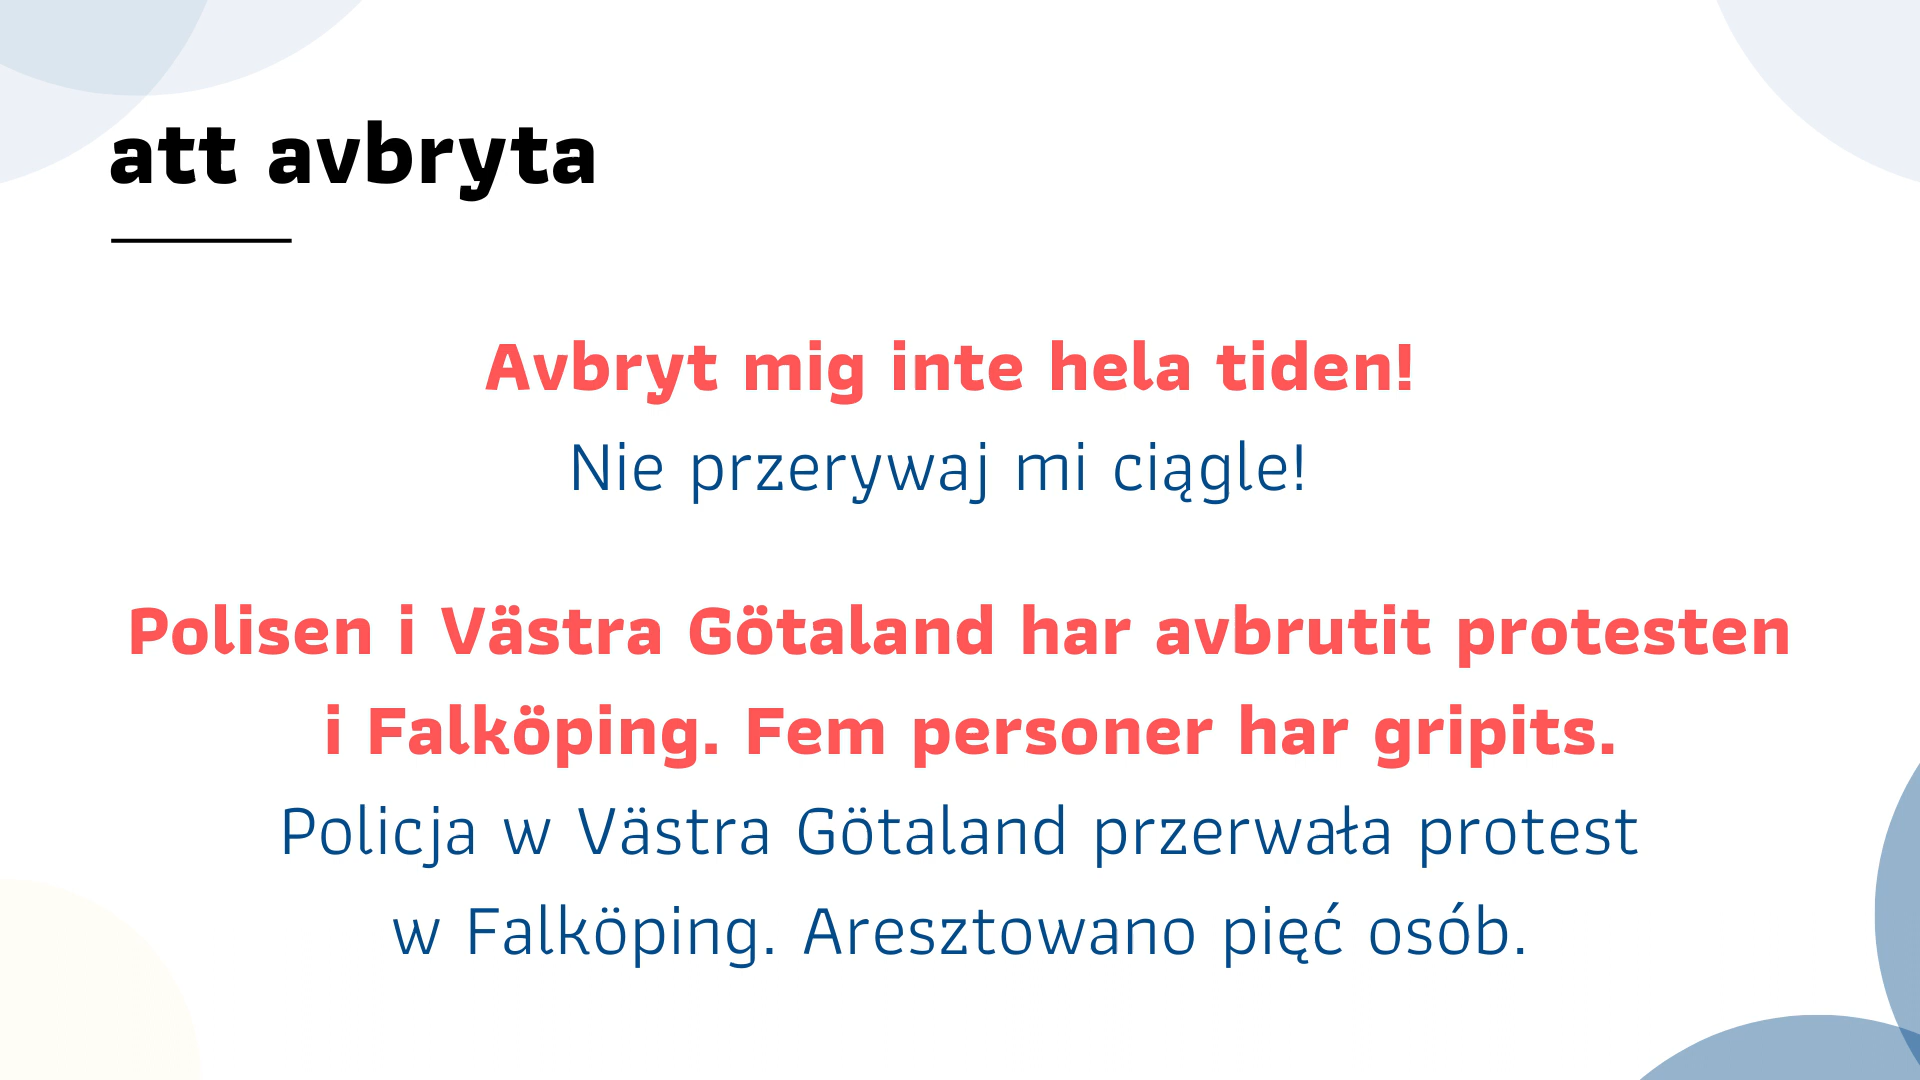 att avbryta
Avbryt mig inte hela tiden!
Nie przerywaj mi ciągle!
Polisen i Västra Götaland har avbrutit protesten
i Falköping. Fem personer har gripits.
Policja w Västra Götaland przerwała protest
w Falköping. Aresztowano pięć osób.